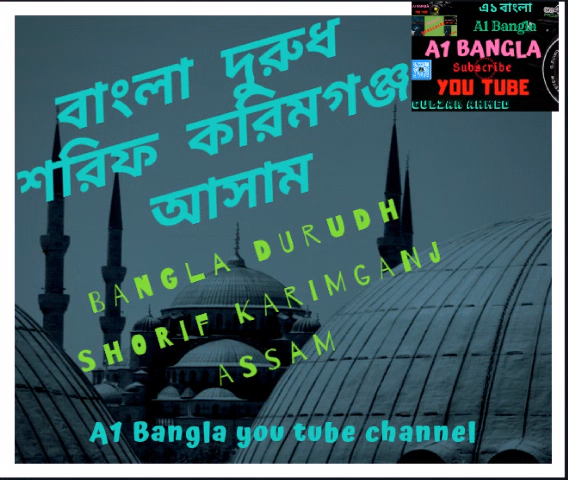 এ১ বাংলা
A1 Bangla
A1 BANGLA
Subscribe
YOU TUBE
GULZAR AHMED
বাংলা দুরুধ
শরিফ করিমগঞ্জ
আসাম
BANGLA DURUDH
SHORIF KARIMGANJ
ASSAM
A1 Bangla you tube channel